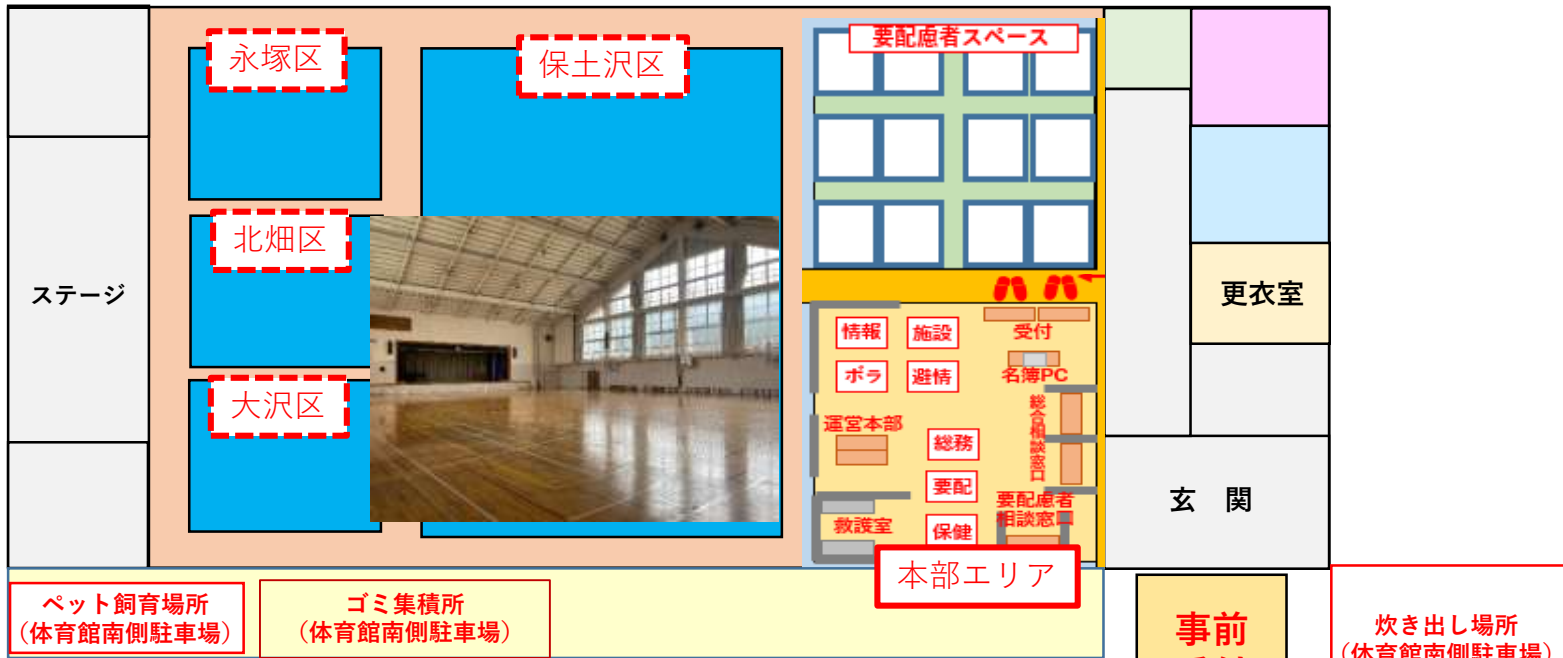 永塚区
保土沢区
要配慮者スペース
北畑区
ステージ
更衣室
情報
施設
受付
ボラ
避情
名簿PC
大沢区
運営本部
総務
総合相談窓口
要配
要配慮者
相談窓口
救護室
保健
玄 関
本部エリア
ペット飼育場所
（体育館南側駐車場）
ゴミ集積所
（体育館南側駐車場）
事前
炊き出し場所
（体育館南側駐車場）